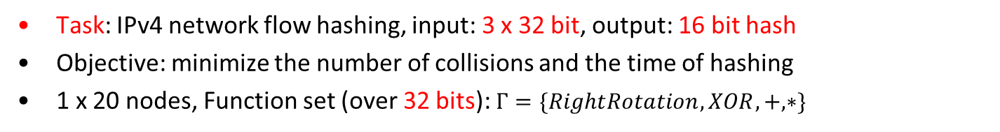 • Task: IPv4 network flow hashing, input: 3 x 32 bit, output: 16 bit hash
• Objective: minimize the number of collisions and the time of hashing
• 1 x 20 nodes, Function set (over 32 bits): Γ = {RightRotation, XOR, +,*}